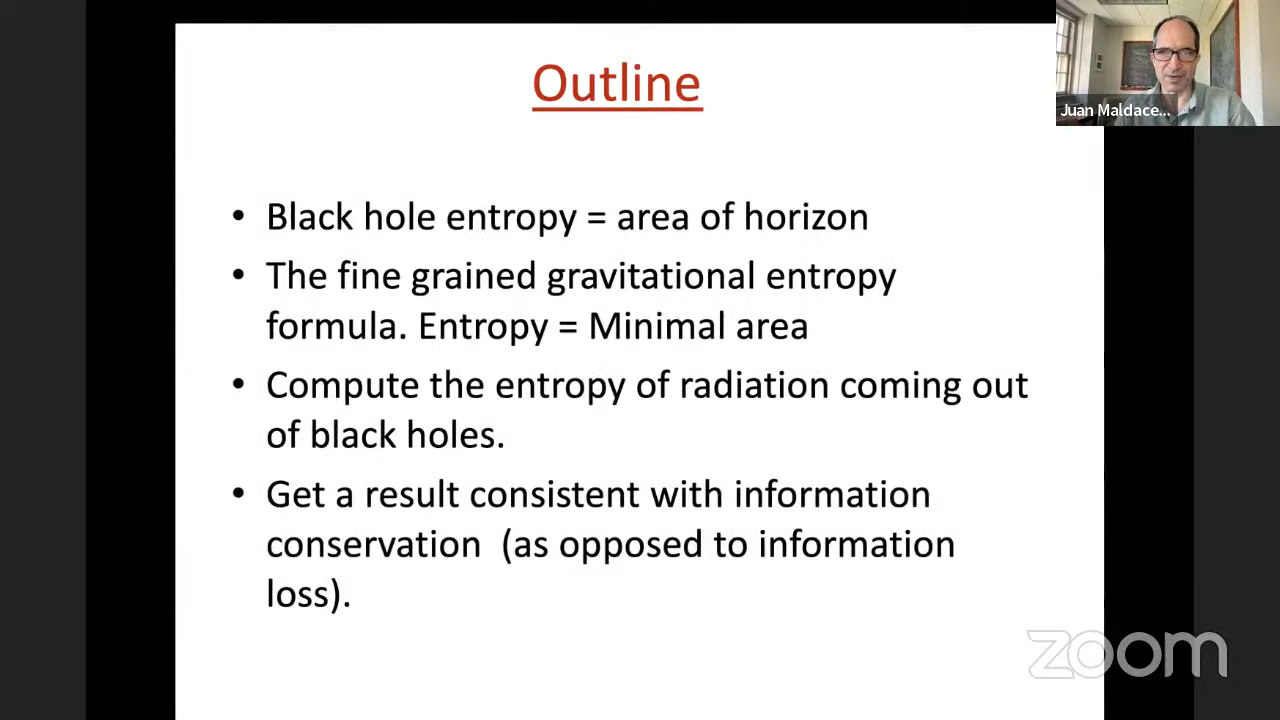 Outline
Juan Maldace...
• Black hole entropy = area of horizon
• The fine grained gravitational entropy
formula. Entropy = Minimal area
• Compute the entropy of radiation coming out
of black holes.
• Get a result consistent with information
conservation  (as opposed to information
loss).
zoom